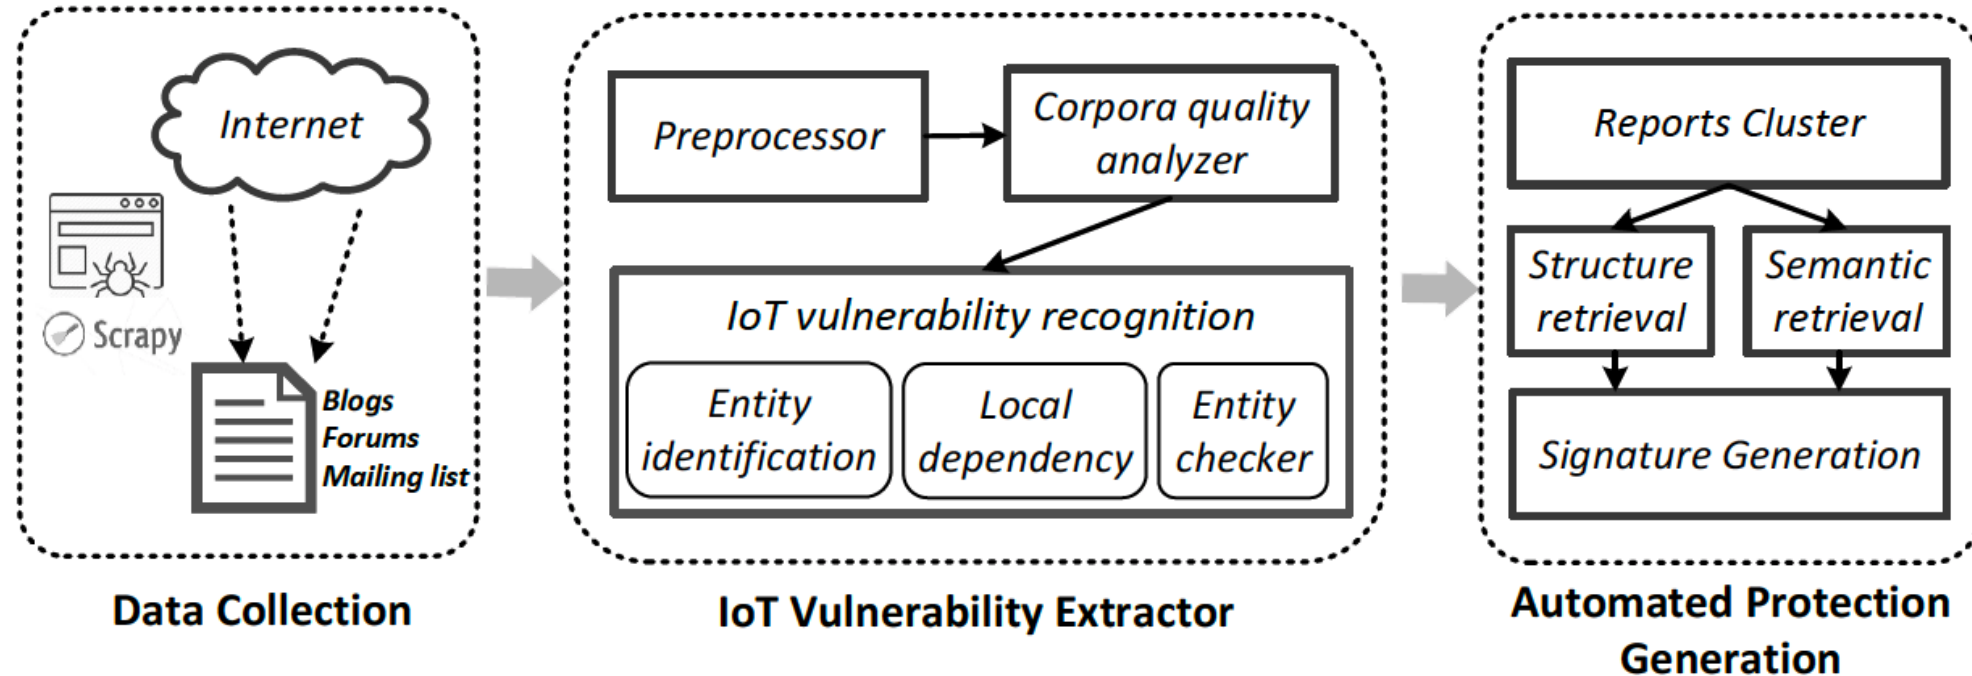 Internet
Scrapy
Blogs
Forums
Mailing list
Data Collection
Preprocessor
Corpora quality
analyzer
IoT vulnerability recognition
Entity
identification
Local
dependency
Entity
checker
IoT Vulnerability Extractor
Reports Cluster
Structure
retrieval
Semantic
retrieval
Signature Generation
Automated Protection
Generation